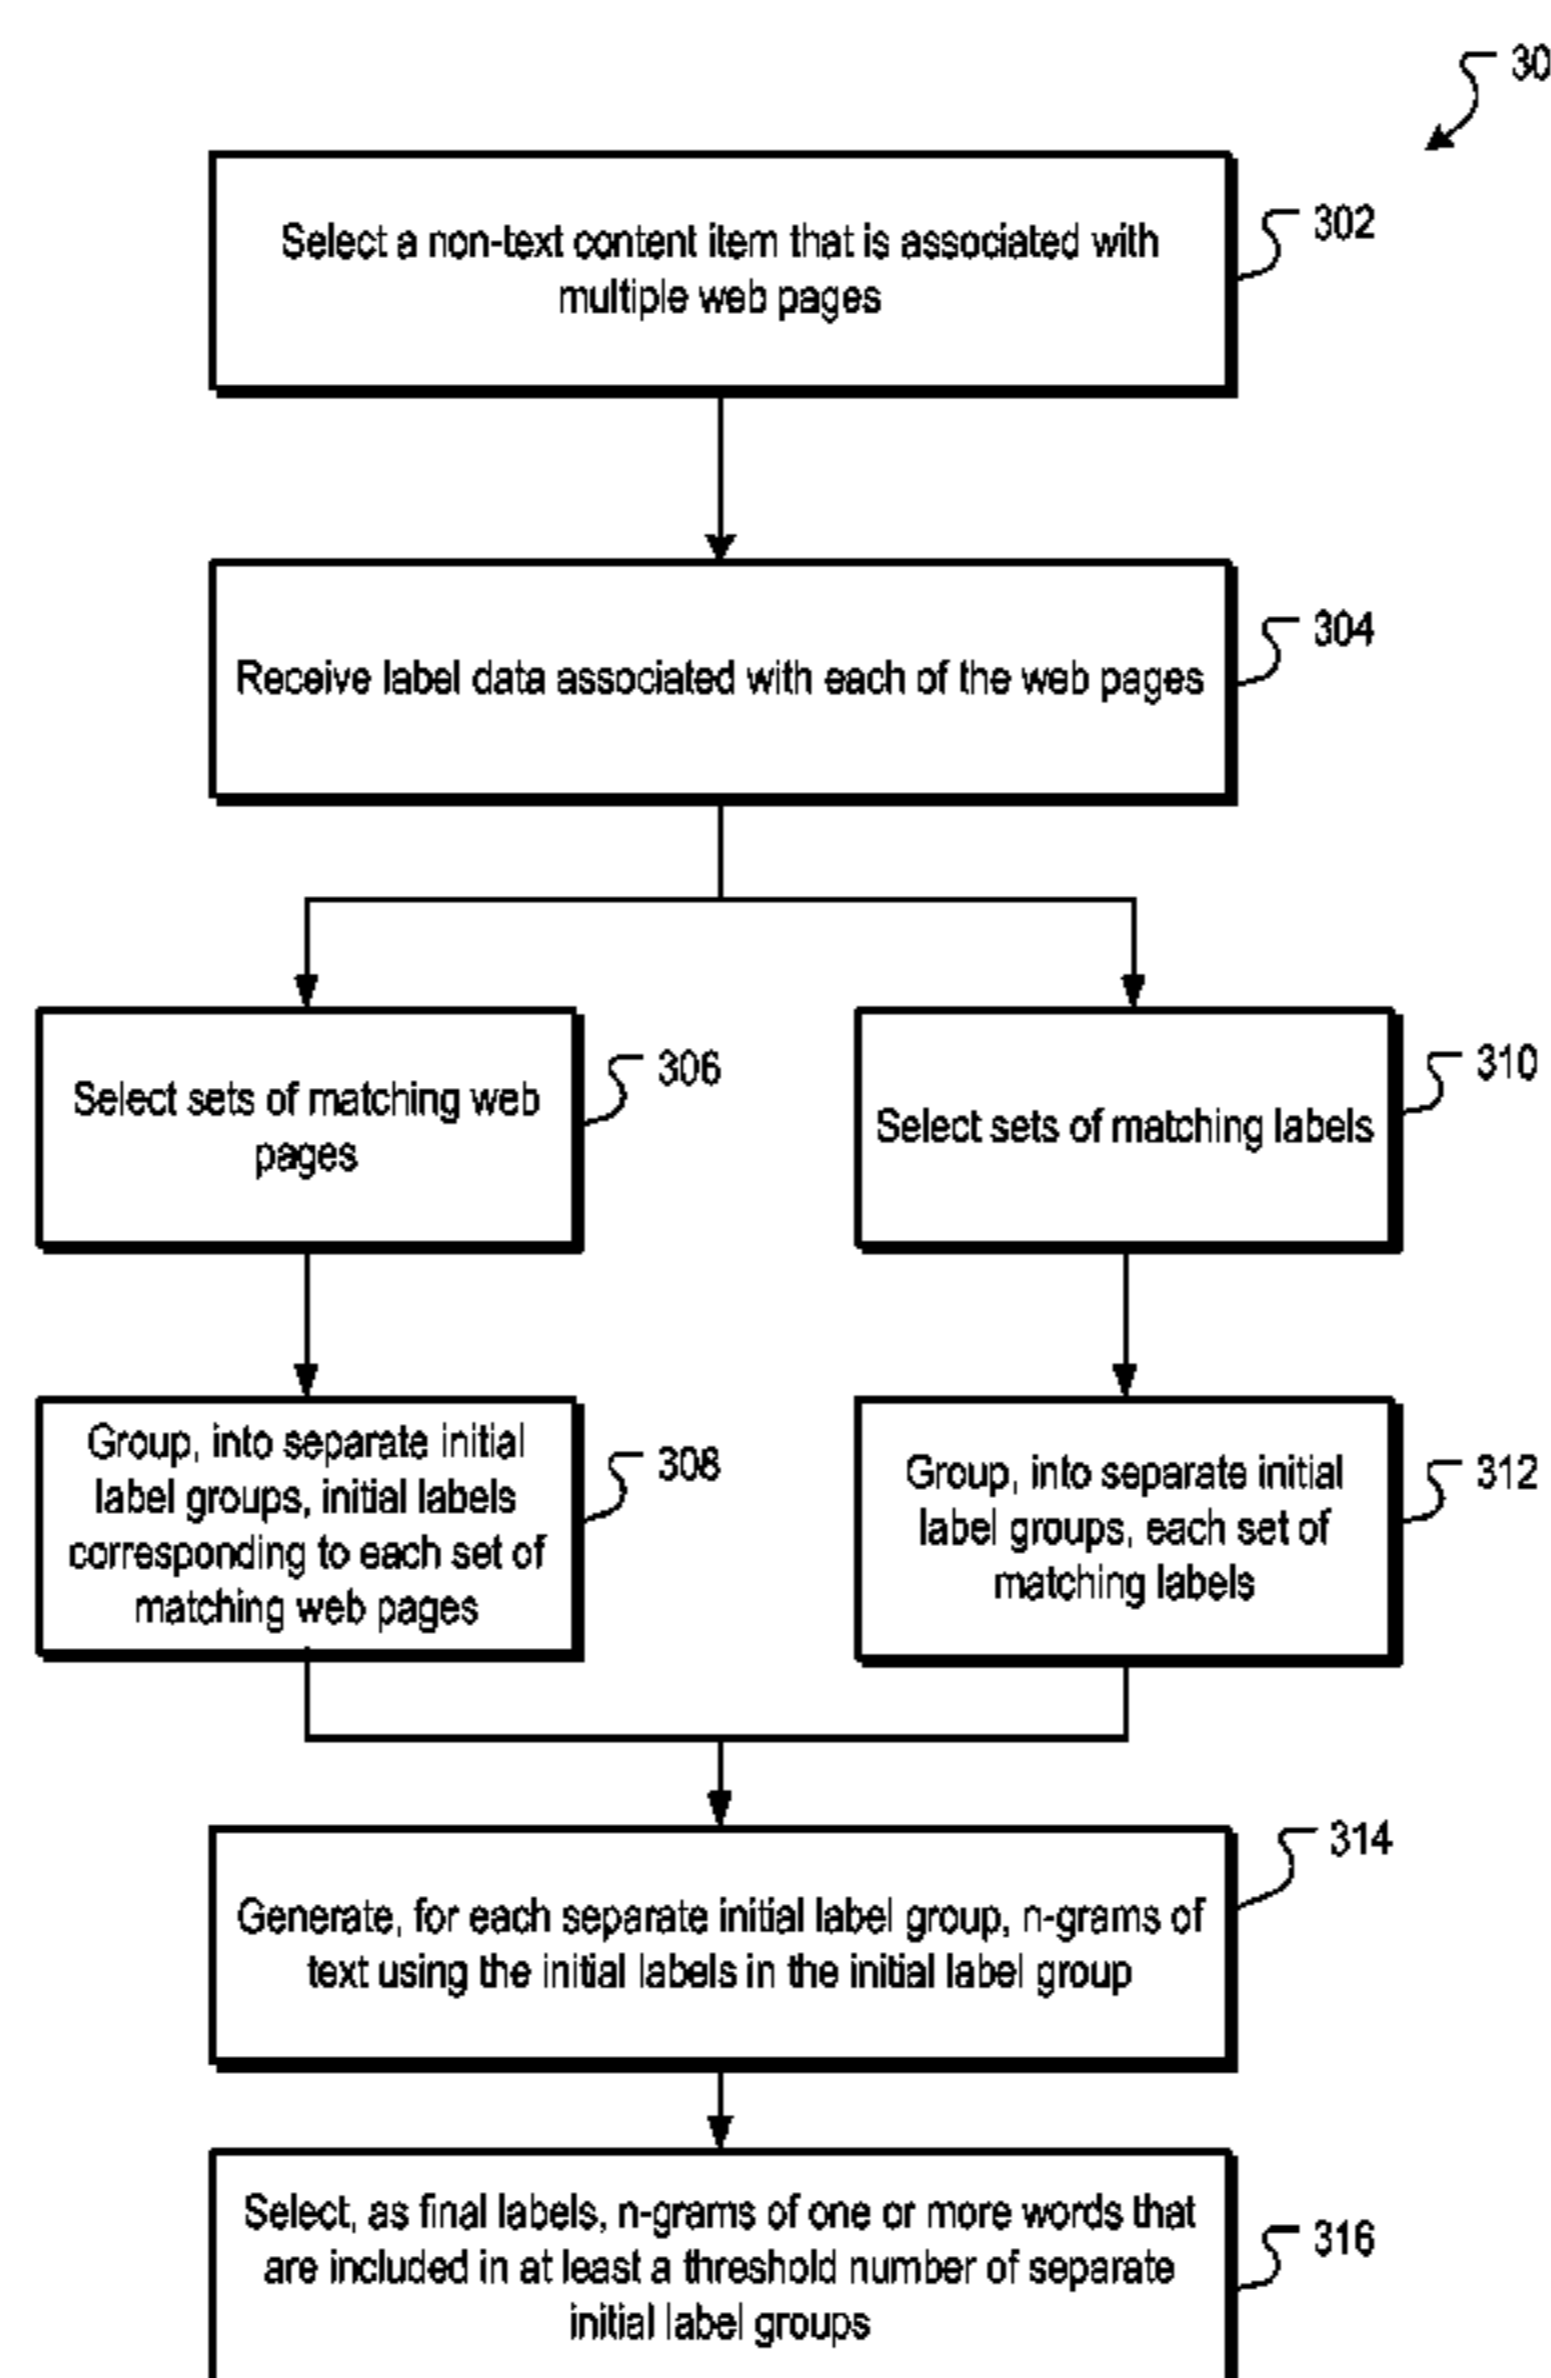 30
Select a non-text content item that is associated with
multiple web pages
302
Receive label data associated with each of the web pages
304
Select sets of matching web
pages
306
Select sets of matching labels
310
Group, into separate initial
label groups, initial labels
corresponding to each set of
matching web pages
308
Group, into separate initial
label groups, each set of
matching labels
312
Generate, for each separate initial label group, n-grams of
text using the initial labels in the initial label group
314
Select, as final labels, n-grams of one or more words that
are included in at least a threshold number of separate
initial label groups
316